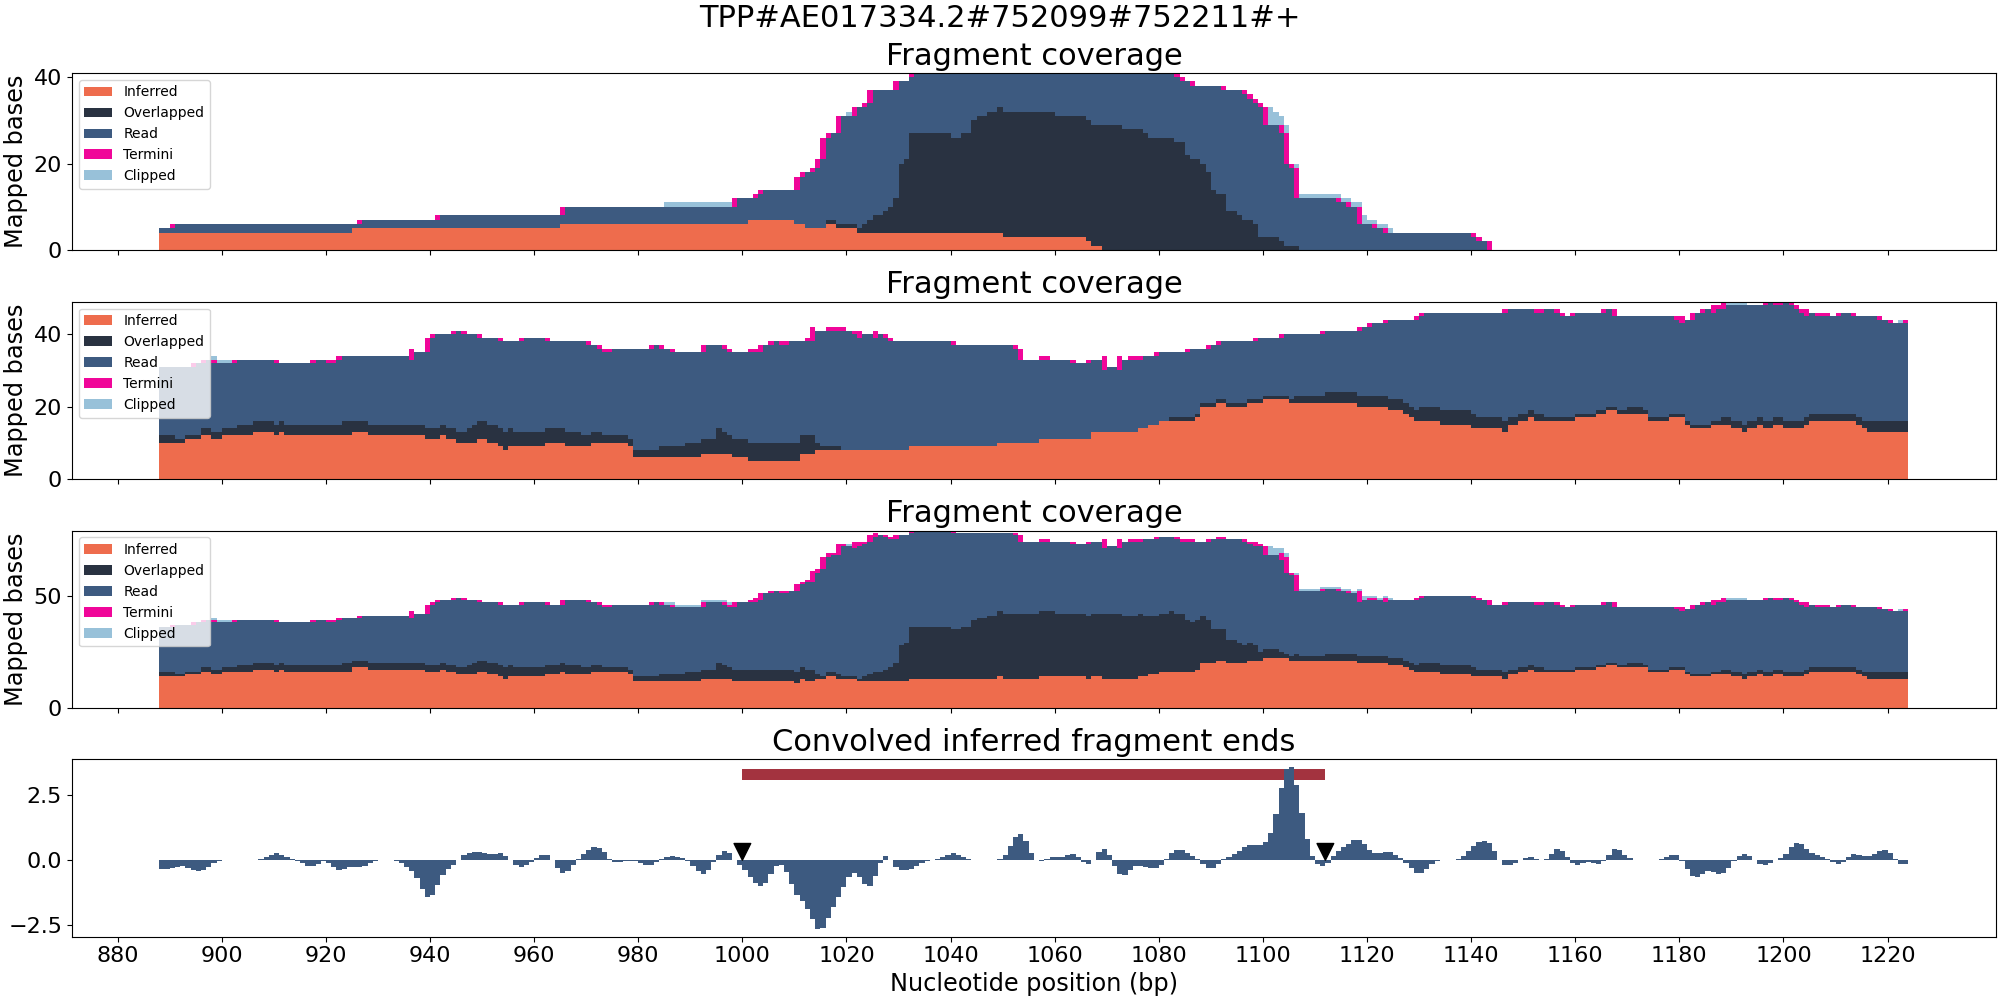 TPP#AE017334.2#752099#752211#+
Fragment coverage
Mapped bases
40
20
0
Inferred
Overlapped
Read
Termini
Clipped
Fragment coverage
Mapped bases
40
20
0
Inferred
Overlapped
Read
Termini
Clipped
Fragment coverage
Mapped bases
50
0
Inferred
Overlapped
Read
Termini
Clipped
Convolved inferred fragment ends
2.5
0.0
−2.5
880 900 920 940 960 980 1000 1020 1040 1060 1080 1100 1120 1140 1160 1180 1200 1220
Nucleotide position (bp)